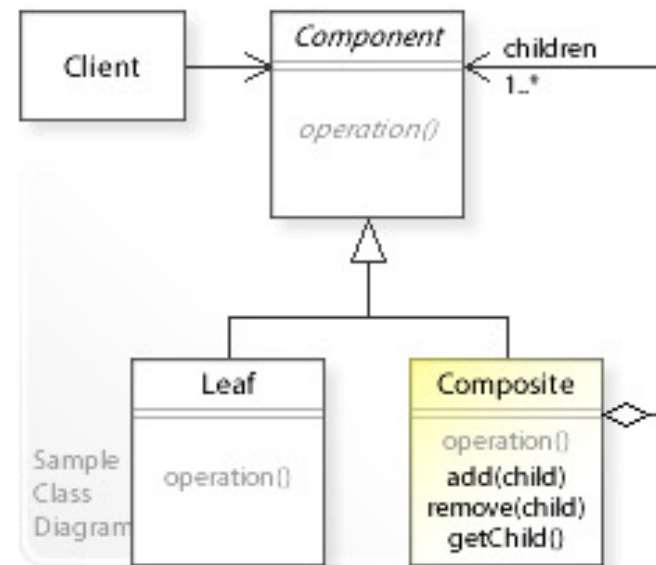 Client
Component
operation()
children
1..*
Leaf
operation()
Composite
operation()
add(child)
remove(child)
getChild()
Sample
Class
Diagram